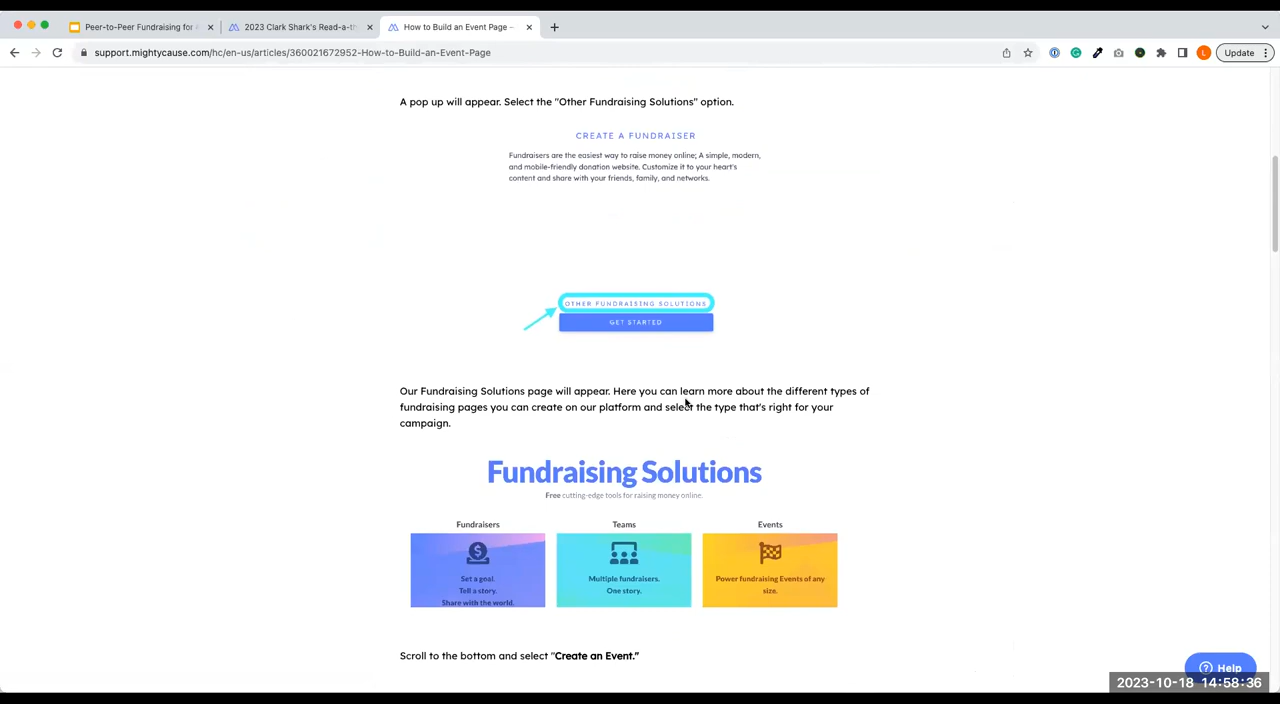 Peer-to-Peer Fundraising for
2023 Clark Shark's Read-a-th
How to Build an Event Page –
support.mightycause.com/hc/en-us/articles/360021672952-How-to-Build-an-Event-Page
L
Update
A pop up will appear. Select the "Other Fundraising Solutions" option.
CREATE A FUNDRAISER
Fundraisers are the easiest way to raise money online; A simple, modern,
and mobile-friendly donation website. Customize it to your heart's
content and share with your friends, family, and networks.
OTHER FUNDRAISING SOLUTIONS
GET STARTED
Our Fundraising Solutions page will appear. Here you can learn more about the different types of
fundraising pages you can create on our platform and select the type that's right for your
campaign.
Fundraising Solutions
Free cutting-edge tools for raising money online.
Fundraisers
Teams
Events
Set a goal.
Tell a story.
Share with the world.
Multiple fundraisers.
One story.
Power fundraising Events of any
size.
Scroll to the bottom and select "Create an Event."
Help
2023-10-18 14:58:36